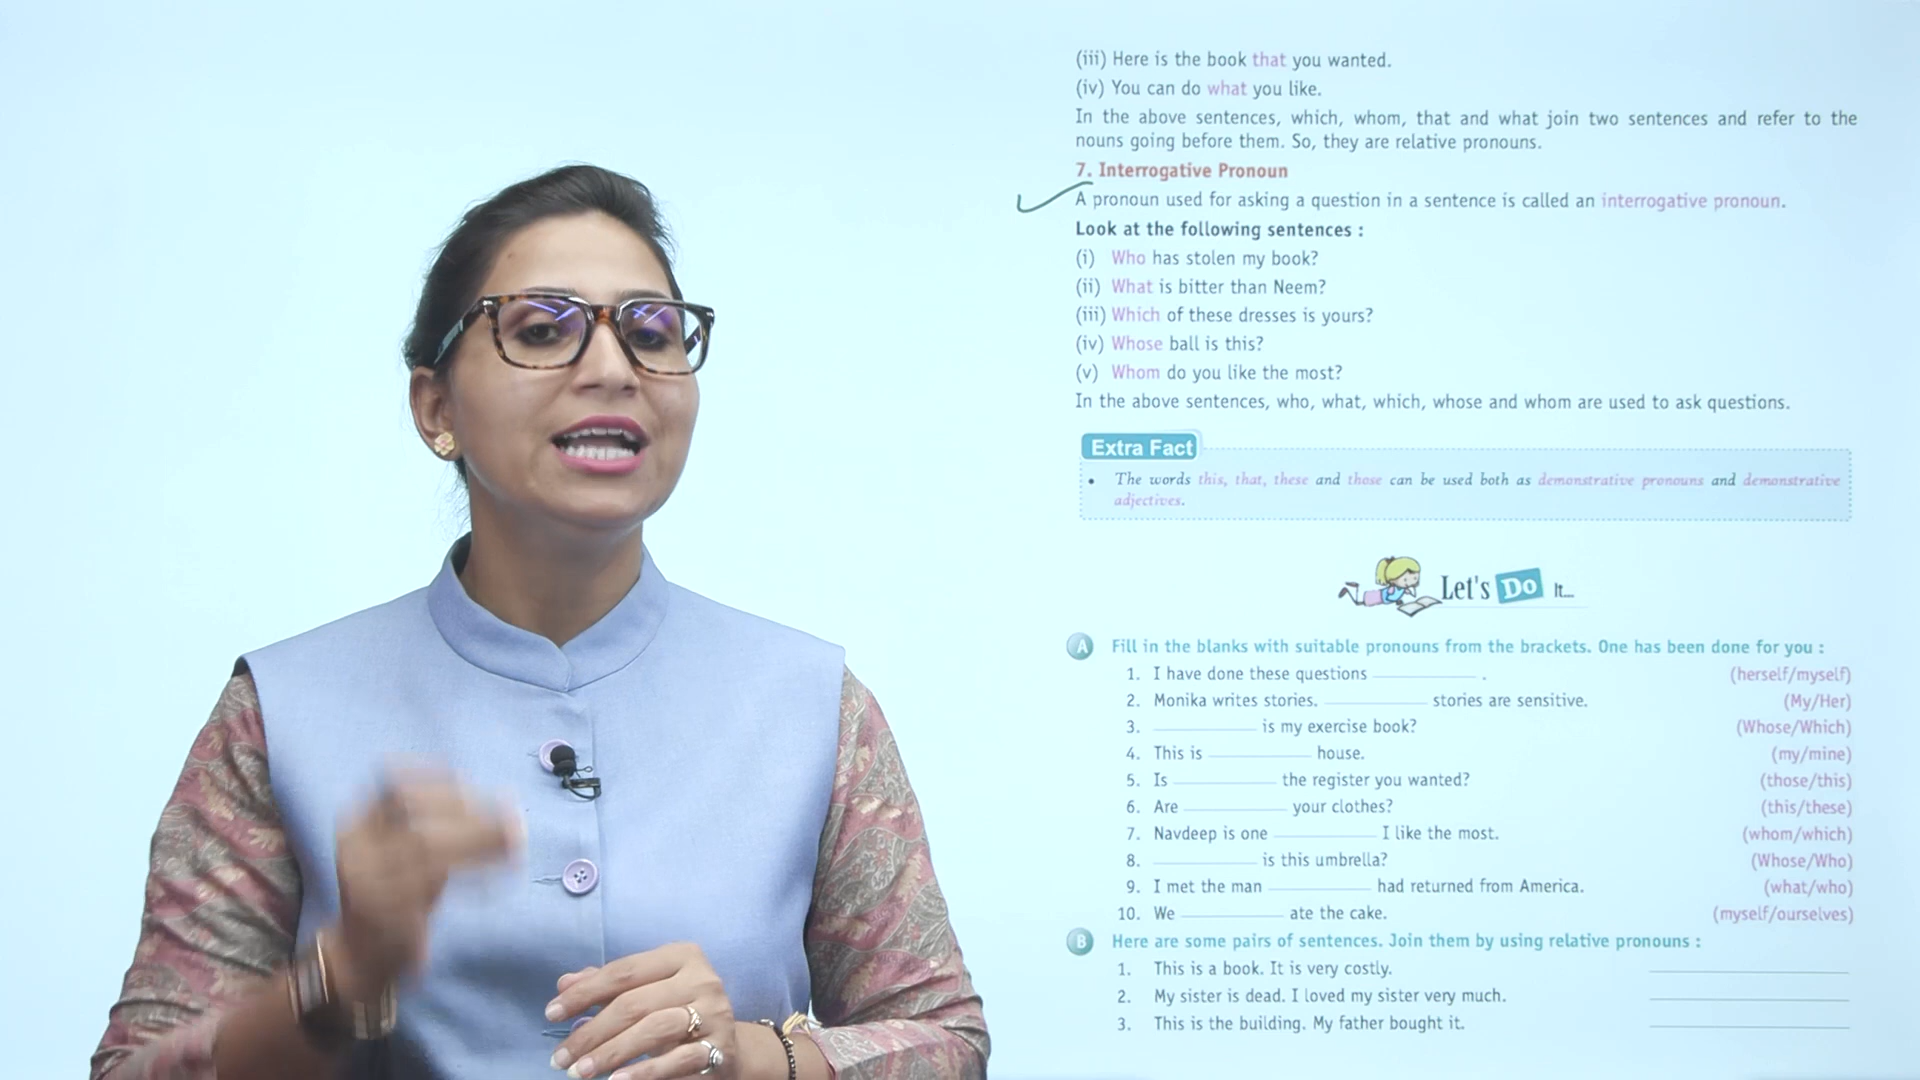 (iii) Here is the book that you wanted.
(iv) You can do what you like.
In the above sentences, which, whom, that and what join two sentences and refer to the
nouns going before them. So, they are relative pronouns.
7. Interrogative Pronoun
A pronoun used for asking a question in a sentence is called an interrogative pronoun.
Look at the following sentences :
(i) Who has stolen my book?
(ii) What is bitter than Neem?
(iii) Which of these dresses is yours?
(iv) Whose ball is this?
(v) Whom do you like the most?
In the above sentences, who, what, which, whose and whom are used to ask questions.
Extra Fact
• The words this, that, these and those can be used both as demonstrative pronouns and demonstrative
adjectives.
Let's Do It...
A Fill in the blanks with suitable pronouns from the brackets. One has been done for you :
1. I have done these questions __________ . (herself/myself)
2. Monika writes stories. __________ stories are sensitive. (My/Her)
3. __________ is my exercise book? (Whose/Which)
4. This is __________ house. (my/mine)
5. Is __________ the register you wanted? (those/this)
6. Are __________ your clothes? (this/these)
7. Navdeep is one __________ I like the most. (whom/which)
8. __________ is this umbrella? (Whose/Who)
9. I met the man __________ had returned from America. (what/who)
10. We __________ ate the cake. (myself/ourselves)
B Here are some pairs of sentences. Join them by using relative pronouns :
1. This is a book. It is very costly. __________
2. My sister is dead. I loved my sister very much. __________
3. This is the building. My father bought it. __________